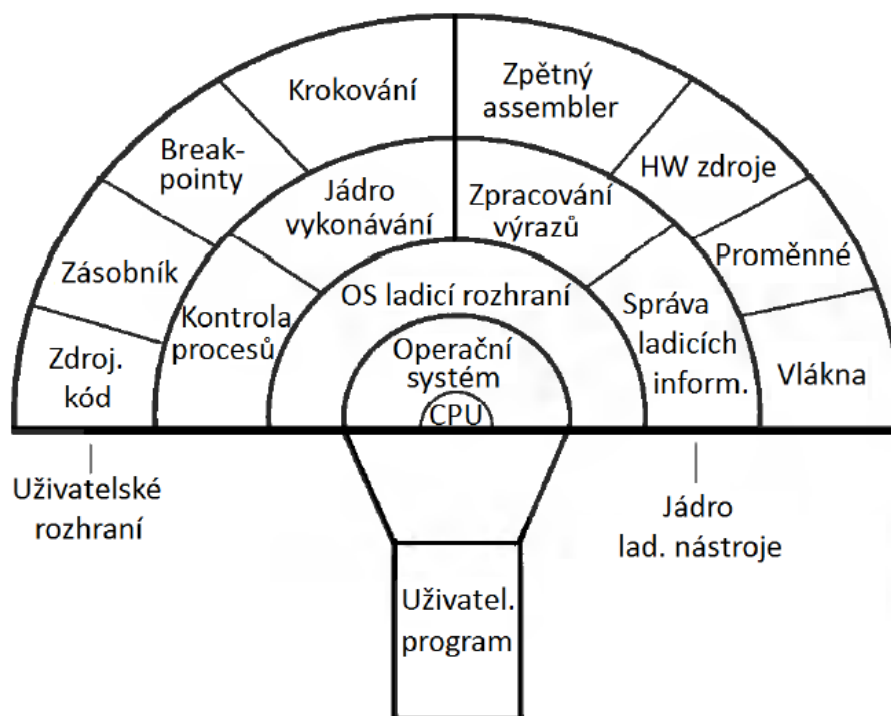 Krokování
Zpětný
assembler
Break-
pointy
HW zdroje
Jádro
vykonávání
Zpracování
výrazů
Zásobník
Proměnné
OS ladicí rozhraní
Kontrola
procesů
Správa
ladicích
inform.
Zdroj.
kód
Operační
systém
Vlákna
CPU
Uživatelské
rozhraní
Jádro
lad. nástroje
Uživatel.
program